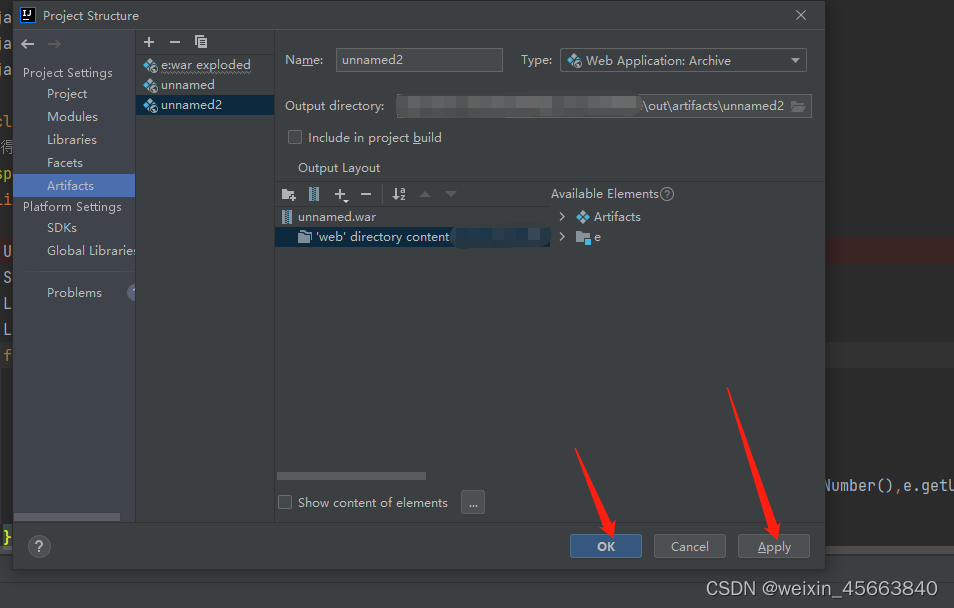 Project Structure
Project Settings
Project
Modules
Libraries
Facets
Artifacts
Platform Settings
SDKs
Global Libraries
Problems
e:war exploded
unnamed
unnamed2
Name: unnamed2 Type: Web Application: Archive
Output directory: \out\artifacts\unnamed2
Include in project build
Output Layout
Available Elements
unnamed.war
'web' directory content
Artifacts
e
Show content of elements
...
? OK Cancel Apply
Number(),e.getU
CSDN @weixin_45663840